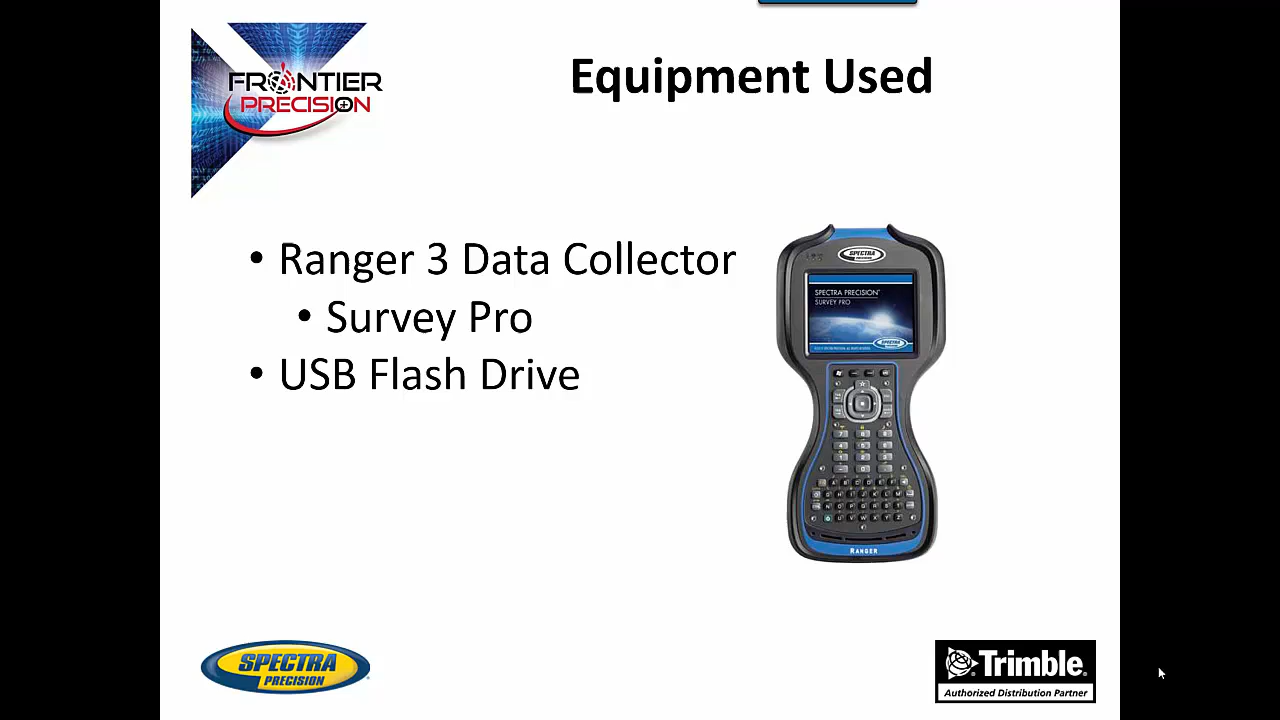 FRONTIER
PRECISION
Equipment Used
• Ranger 3 Data Collector
• Survey Pro
• USB Flash Drive
SPECTRA
PRECISION
SPECTRA PRECISION
SURVEY PRO
RANGER
SPECTRA
PRECISION
Trimble.
Authorized Distribution Partner